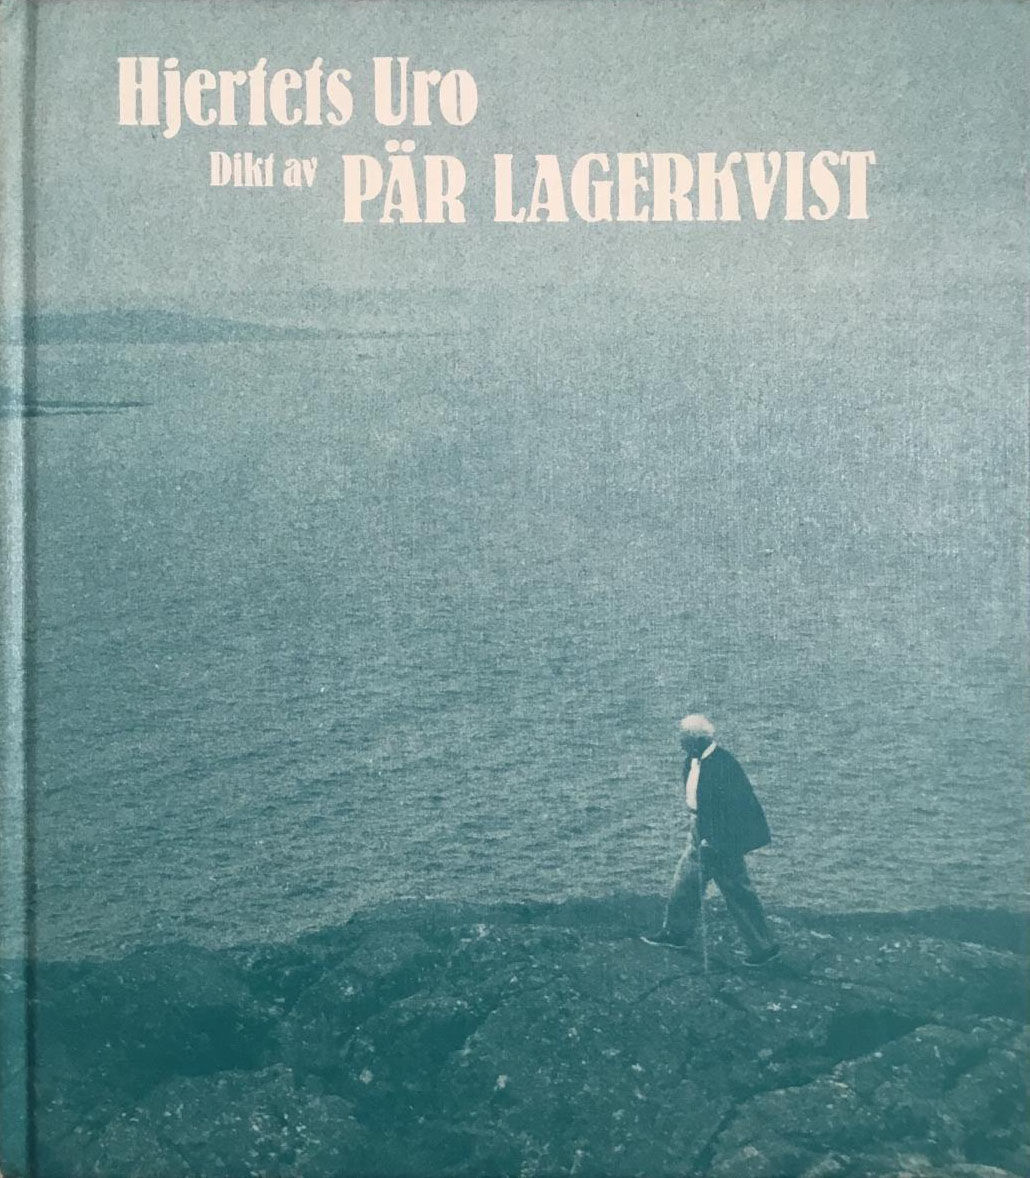 Hjertets Uro
Dikt av PÄR LAGERKVIST